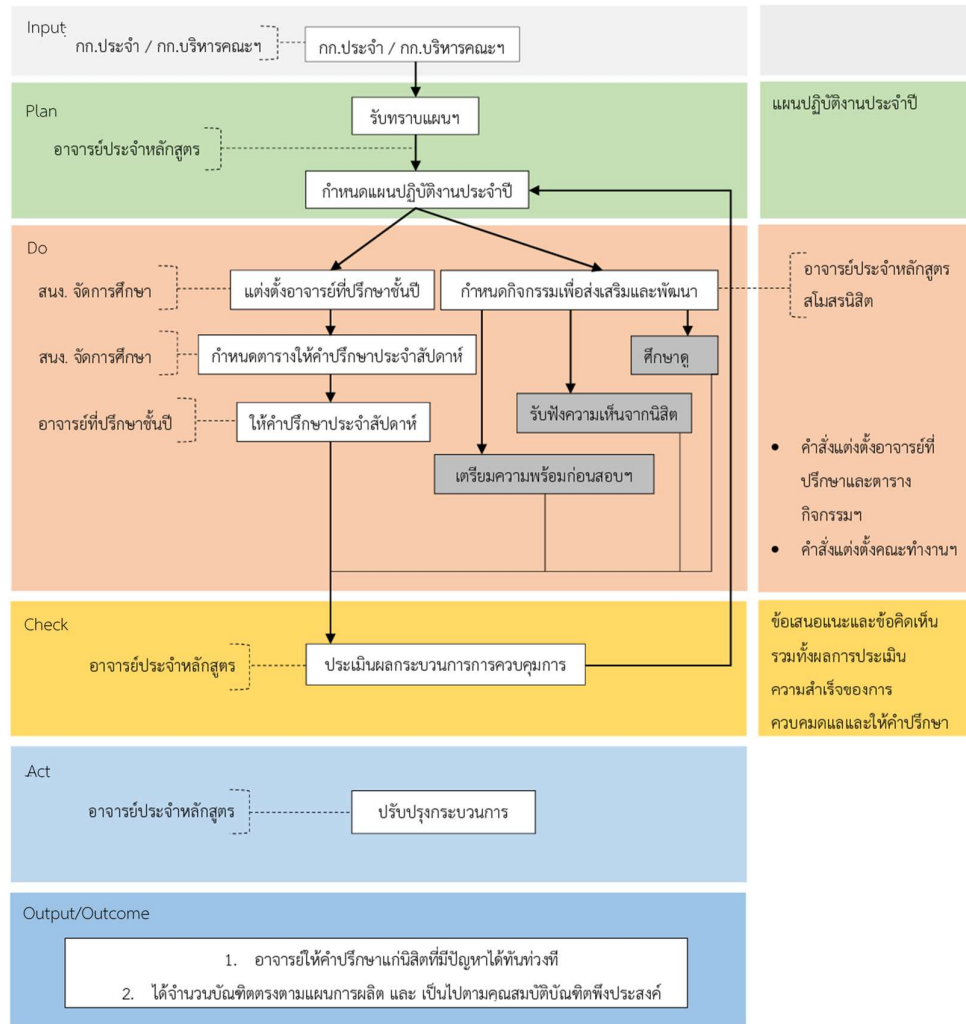 Input
กก.ประจำ / กก.บริหารคณะฯ
กก.ประจำ / กก.บริหารคณะฯ
Plan
รับทราบแผนฯ
แผนปฏิบัติงานประจำปี
อาจารย์ประจำหลักสูตร
กำหนดแผนปฏิบัติงานประจำปี
Do
สนง. จัดการศึกษา
แต่งตั้งอาจารย์ที่ปรึกษาชั้นปี
กำหนดกิจกรรมเพื่อส่งเสริมและพัฒนา
อาจารย์ประจำหลักสูตร
สโมสรนิสิต
สนง. จัดการศึกษา
กำหนดตารางให้คำปรึกษาประจำสัปดาห์
ศึกษาดู
อาจารย์ที่ปรึกษาชั้นปี
ให้คำปรึกษาประจำสัปดาห์
รับฟังความเห็นจากนิสิต
เตรียมความพร้อมก่อนสอบฯ
• คำสั่งแต่งตั้งอาจารย์ที่
ปรึกษาและตาราง
กิจกรรมฯ
• คำสั่งแต่งตั้งคณะทำงานฯ
Check
อาจารย์ประจำหลักสูตร
ประเมินผลกระบวนการการควบคุมการ
ข้อเสนอแนะและข้อคิดเห็น
รวมทั้งผลการประเมิน
ความสำเร็จของการ
ควบคมดแลและให้คำปรึกษา
Act
อาจารย์ประจำหลักสูตร
ปรับปรุงกระบวนการ
Output/Outcome
1. อาจารย์ให้คำปรึกษาแก่นิสิตที่มีปัญหาได้ทันท่วงที
2. ได้จำนวนบัณฑิตตรงตามแผนการผลิต และ เป็นไปตามคุณสมบัติบัณฑิตพึงประสงค์